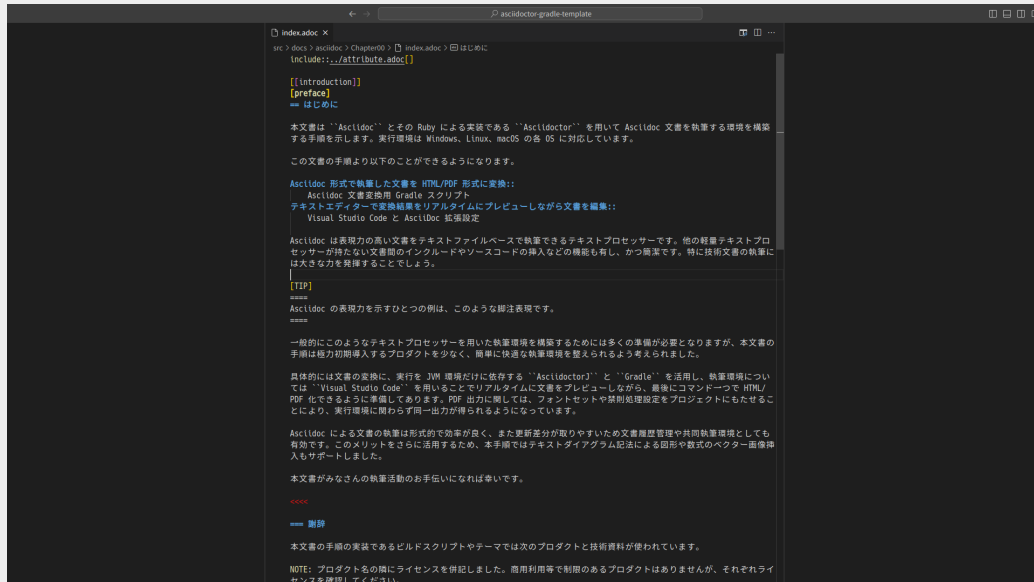 asciidoctor-gradle-template
index.adoc
src > docs > asciidoc > Chapter00 > index.adoc > はじめに
include::../attribute.adoc[]
[[introduction]]
[preface]
== はじめに
本文書は ``Asciidoc`` とその Ruby による実装である ``Asciidoctor`` を用いて Asciidoc 文書を執筆する環境を構築
する手順を示します。実行環境は Windows、Linux、macOS の各 OS に対応しています。
この文書の手順より以下のことができるようになります。
Asciidoc 形式で執筆した文書を HTML/PDF 形式に変換::
Asciidoc 文書変換用 Gradle スクリプト
テキストエディターで変換結果をリアルタイムにプレビューしながら文書を編集::
Visual Studio Code と AsciiDoc 拡張設定
Asciidoc は表現力の高い文書をテキストファイルベースで執筆できるテキストプロセッサーです。他の軽量テキストプロ
セッサーが持たない文書間のインクルードやソースコードの挿入などの機能も有し、かつ簡潔です。特に技術文書の執筆に
は大きな力を発揮することでしょう。
[TIP]
====
Asciidoc の表現力を示すひとつの例は、このような脚注表現です。
====
一般的にこのようなテキストプロセッサーを用いた執筆環境を構築するためには多くの準備が必要となりますが、本文書の
手順は極力初期導入するプロダクトを少なく、簡単に快適な執筆環境を整えられるよう考えられました。
具体的には文書の変換に、実行を JVM 環境だけに依存する ``AsciidoctorJ`` と ``Gradle`` を活用し、執筆環境につい
ては ``Visual Studio Code`` を用いることでリアルタイムに文書をプレビューしながら、最後にコマンド一つで HTML/
PDF 化できるように準備してあります。PDF 出力に関しては、フォントセットや禁則処理設定をプロジェクトにもたせるこ
とにより、実行環境に関わらず同一出力が得られるようになっています。
Asciidoc による文書の執筆は形式的で効率が良く、また更新差分が取りやすいため文書履歴管理や共同執筆環境としても
有効です。このメリットをさらに活用するため、本手順ではテキストダイアグラム記法による図形や数式のベクター画像挿
入もサポートしました。
本文書がみなさんの執筆活動のお手伝いになれば幸いです。
<<<<
=== 謝辞
本文書の手順の実装であるビルドスクリプトやテーマでは次のプロダクトと技術資料が使われています。
NOTE: プロダクト名の隣にライセンスを併記しました。商用利用等で制限のあるプロダクトはありませんが、それぞれライ
センスを確認してください。